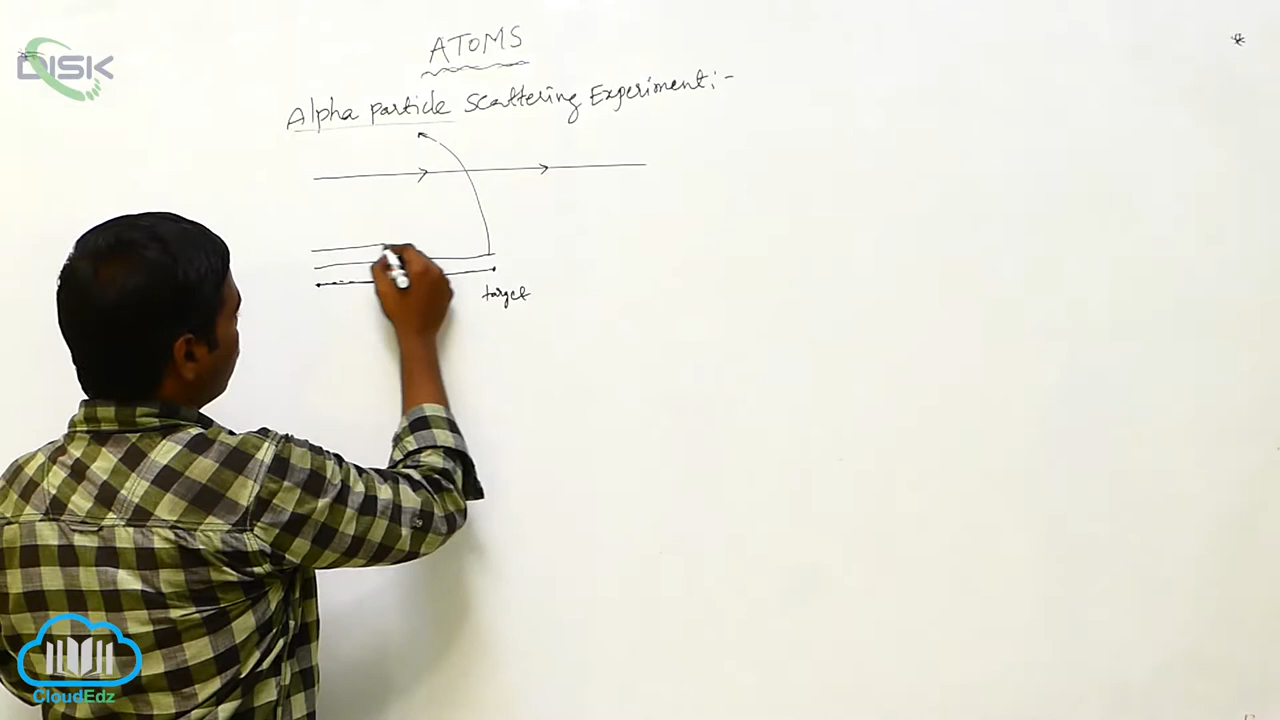 ATOMS
DISK
Alpha particle Scattering Experiment:-
target
CloudEdz